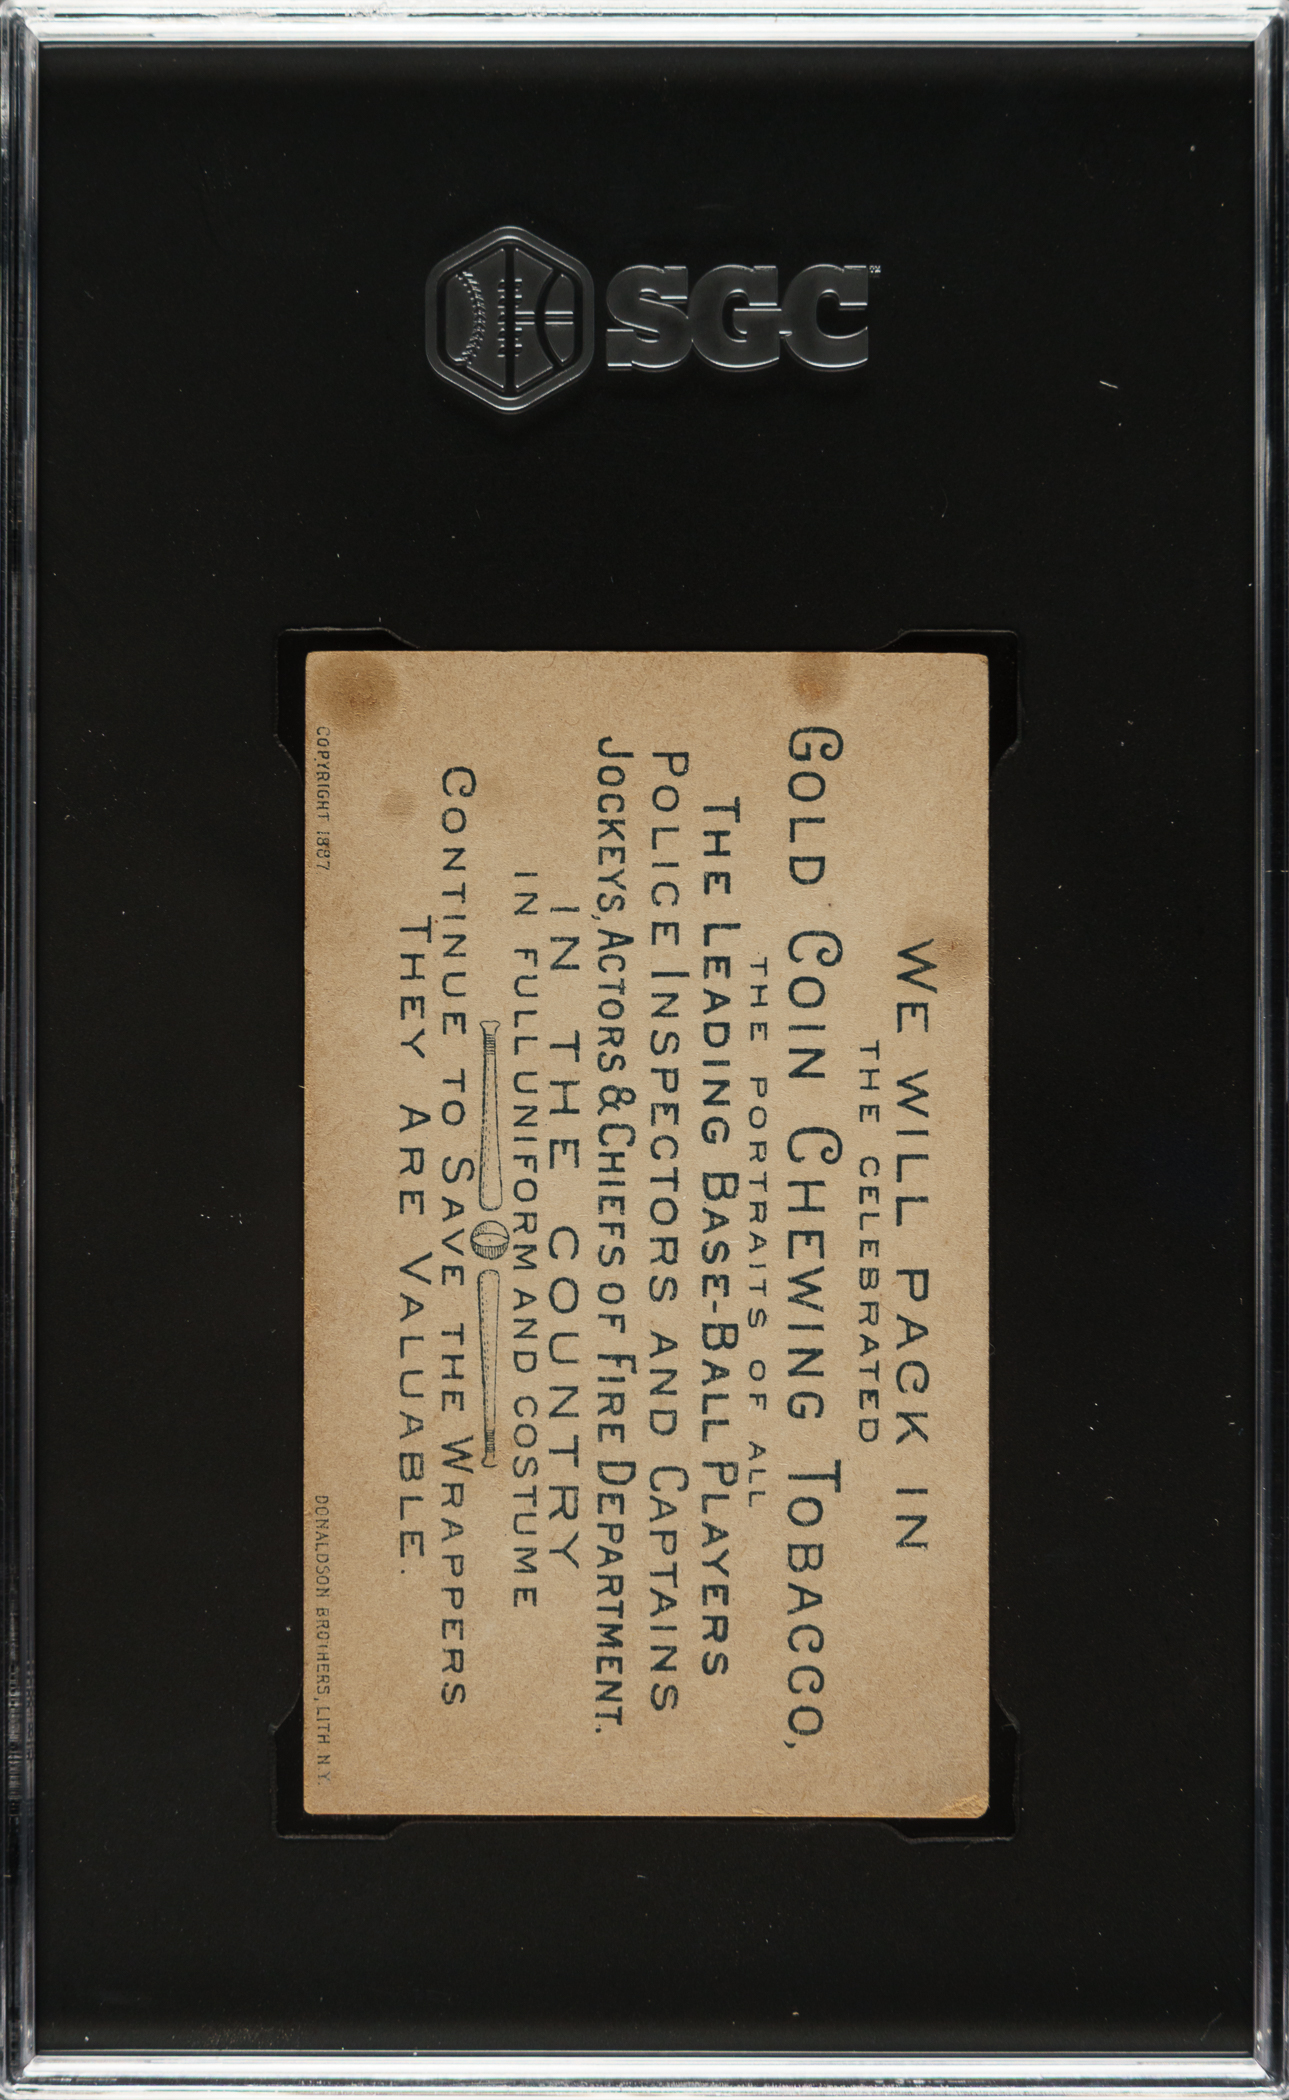 SGC
WE WILL PACK IN
THE CELEBRATED
GOLD COIN CHEWING TOBACCO,
THE PORTRAITS OF ALL
THE LEADING BASE-BALL PLAYERS
POLICE INSPECTORS AND CAPTAINS
JOCKEYS, ACTORS & CHIEFS OF FIRE DEPARTMENT.
IN THE COUNTRY
IN FULL UNIFORM AND COSTUME
CONTINUE TO SAVE THE WRAPPERS
THEY ARE VALUABLE.
COPYRIGHT 1887
DONALDSON BROTHERS, LITH. N.Y.